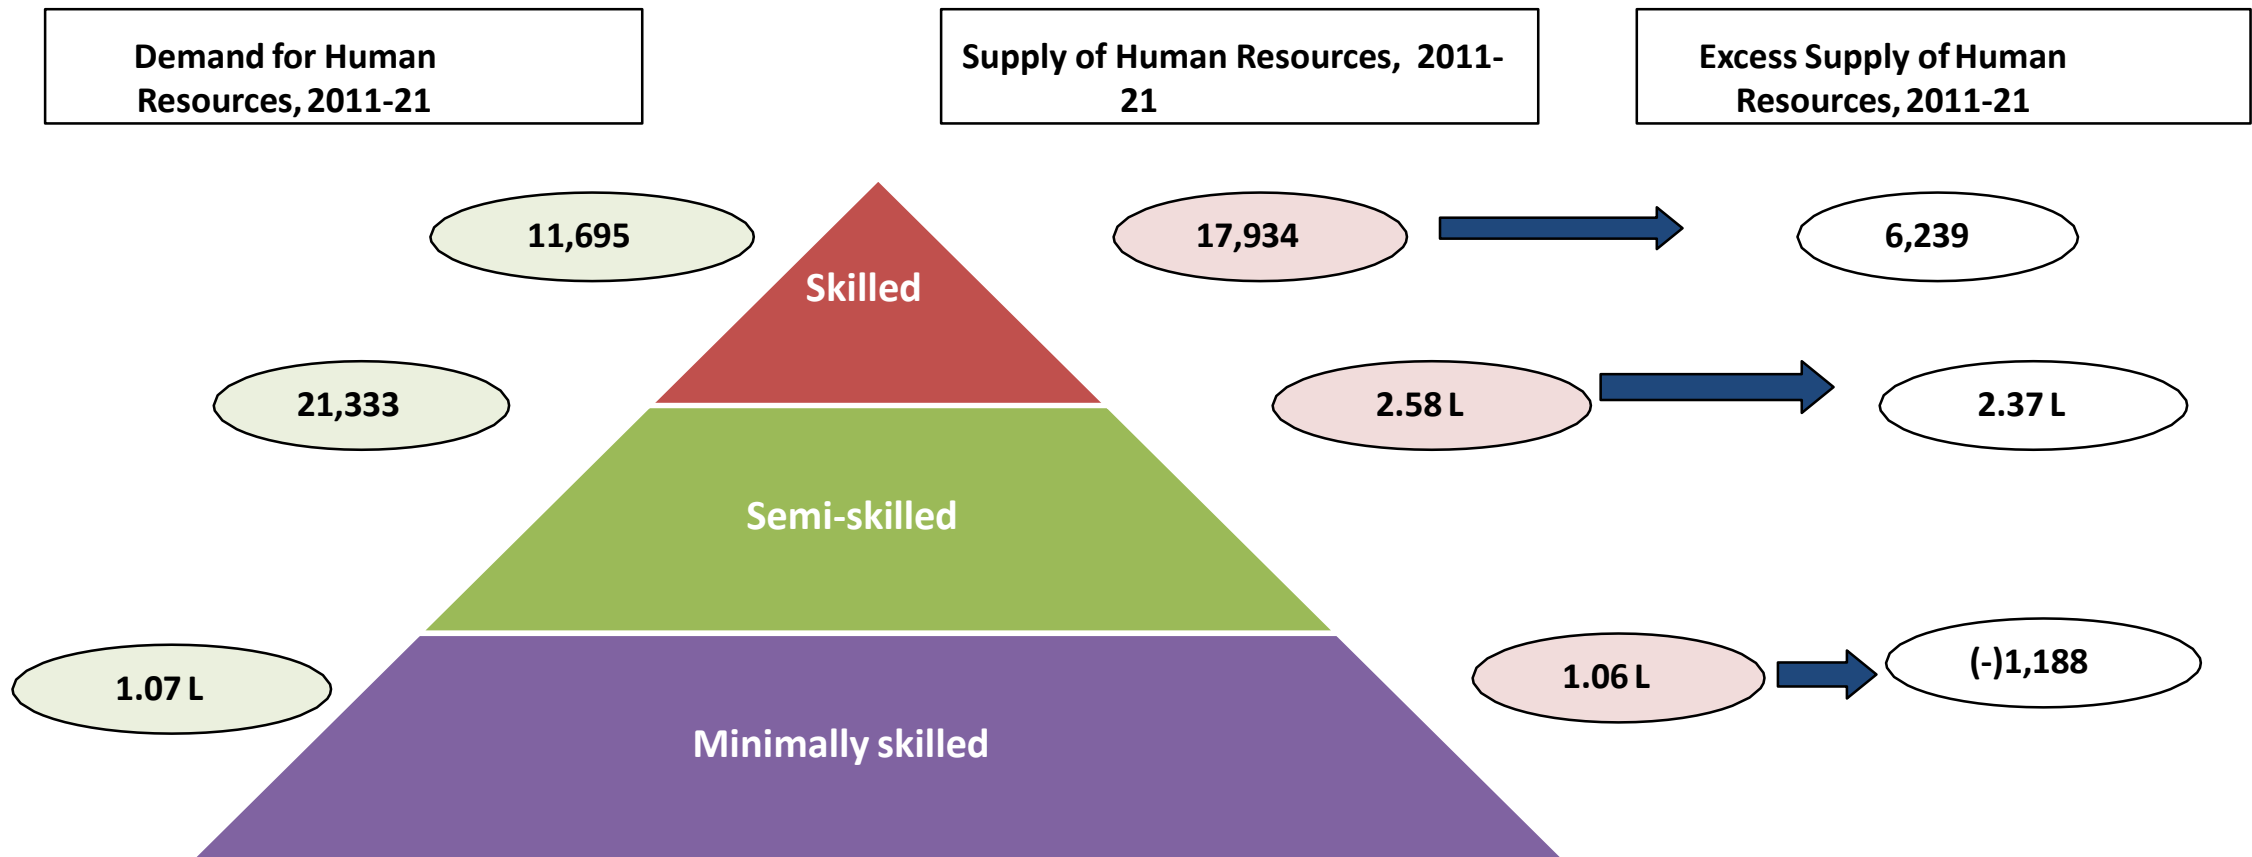 Demand for Human
Resources, 2011-21
Supply of Human Resources, 2011-
21
Excess Supply of Human
Resources, 2011-21
11,695
Skilled
17,934
6,239
21,333
Semi-skilled
2.58 L
2.37 L
1.07 L
Minimally skilled
1.06 L
(-)1,188